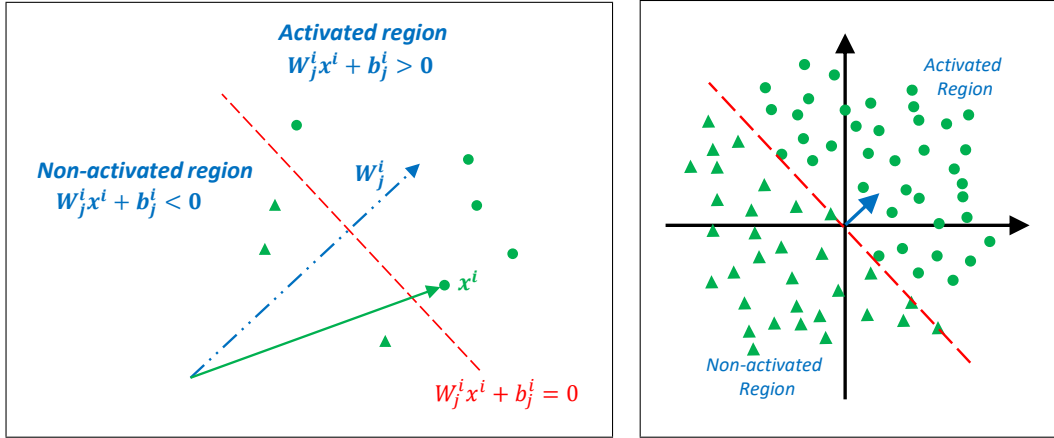 Activated region
W_j^i x^i + b_j^i > 0
Non-activated region
W_j^i x^i + b_j^i < 0
W_j^i
x^i
W_j^i x^i + b_j^i = 0
Activated
Region
Non-activated
Region